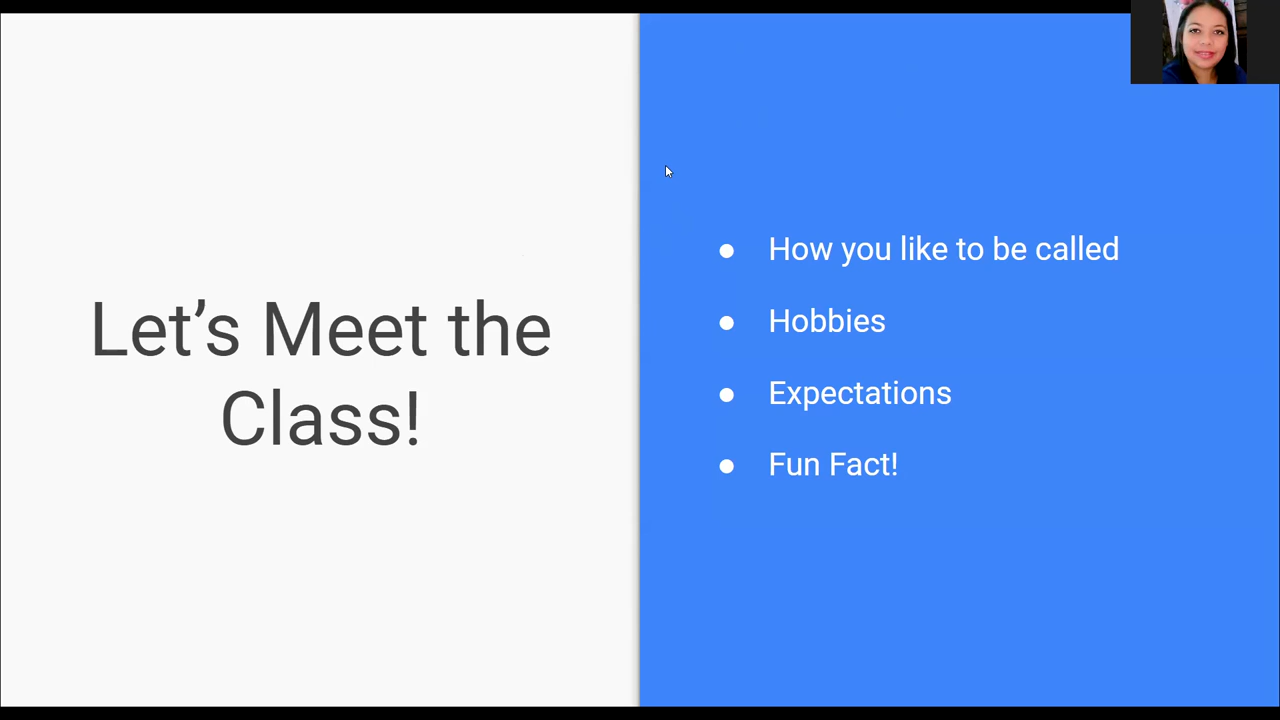 Let’s Meet the
Class!
● How you like to be called
● Hobbies
● Expectations
● Fun Fact!